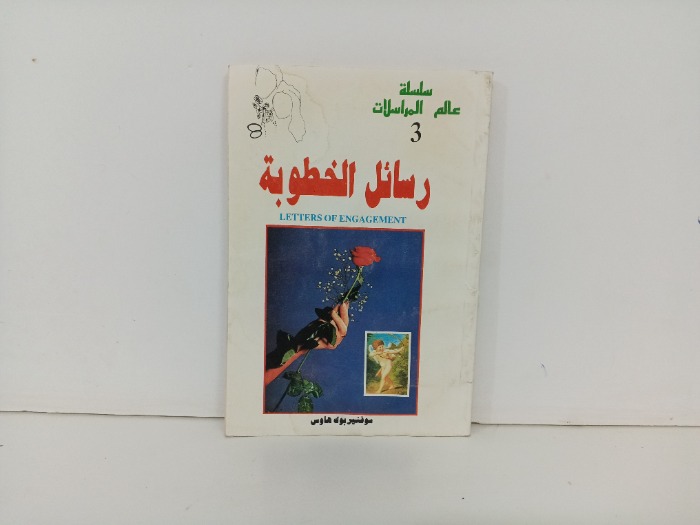 سلسلة
عالم المراسلات
3
رسائل الخطوبة
LETTERS OF ENGAGEMENT
سوفنير بوك هاوس